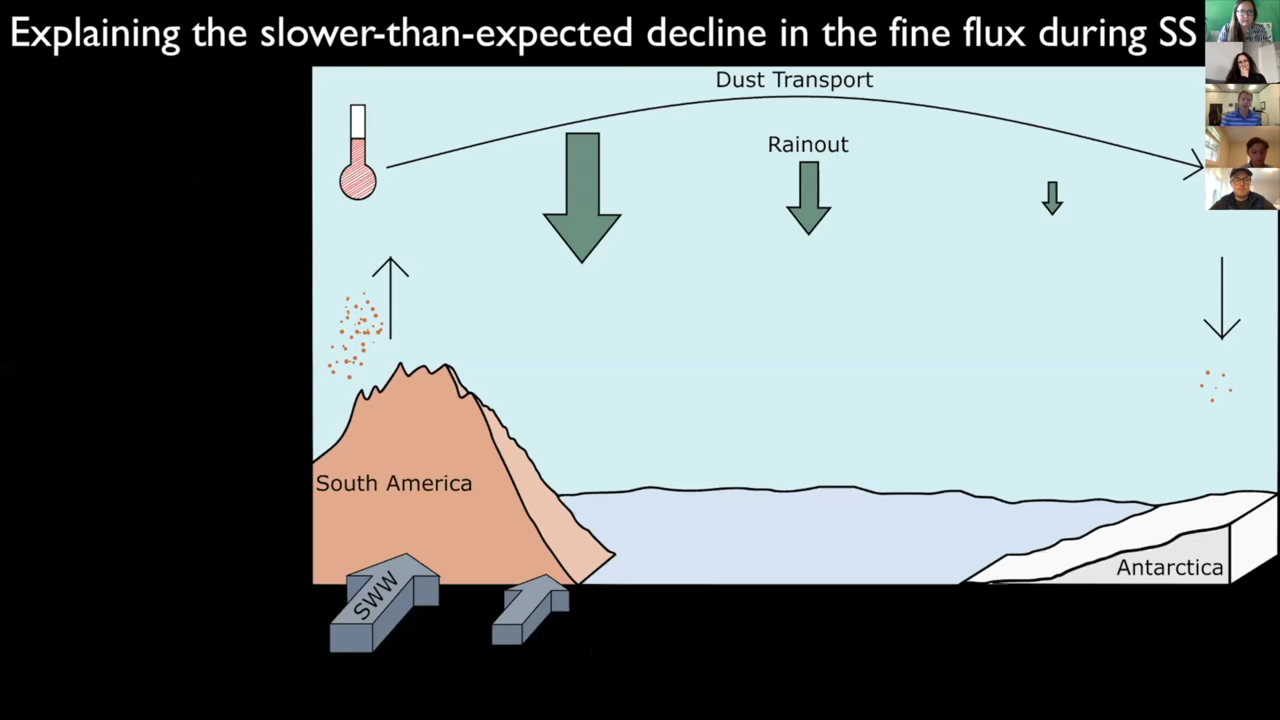 Explaining the slower-than-expected decline in the fine flux during SS
Dust Transport
Rainout
South America
Antarctica
SWW